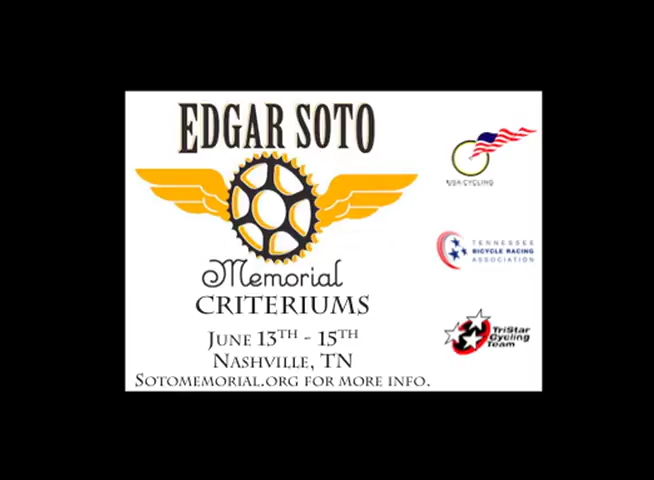 EDGAR SOTO
Memorial
CRITERIUMS
JUNE 13TH - 15TH
NASHVILLE, TN
SOTOMEMORIAL.ORG FOR MORE INFO.
USA CYCLING
TENNESSEE
BICYCLE RACING
ASSOCIATION
TriStar
Cycling
Team